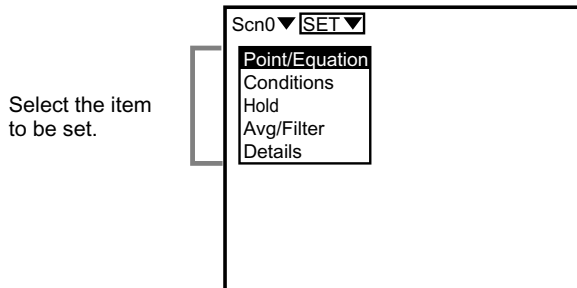 Scn0▼ SET▼
Point/Equation
Conditions
Hold
Avg/Filter
Details
Select the item
to be set.